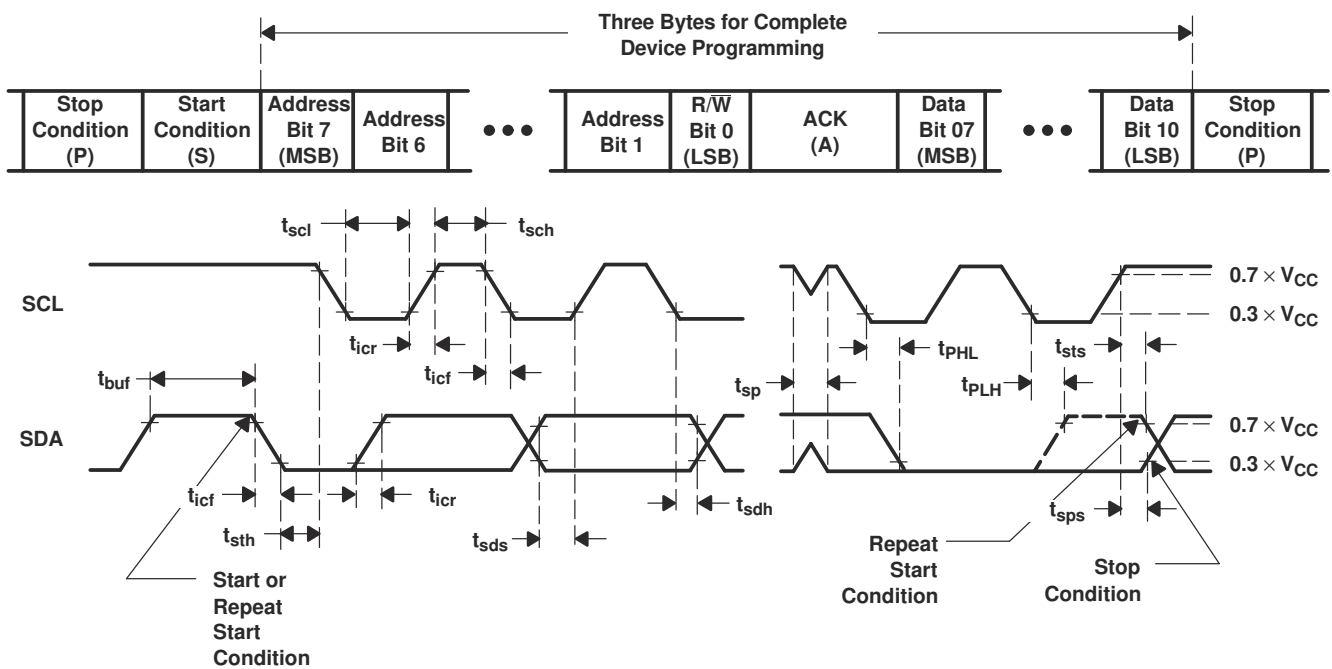 Three Bytes for Complete
Device Programming
Stop
Condition
(P)
Start
Condition
(S)
Address
Bit 7
(MSB)
Address
Bit 6
Address
Bit 1
R/W̅
Bit 0
(LSB)
ACK
(A)
Data
Bit 07
(MSB)
Data
Bit 10
(LSB)
Stop
Condition
(P)
tscl
tsch
SCL
0.7 × VCC
0.3 × VCC
ticr
tPHL
tsts
tbuf
ticf
tsp
tPLH
SDA
0.7 × VCC
0.3 × VCC
ticf
ticr
tsdh
tsps
tsth
tsds
Start or
Repeat
Start
Condition
Repeat
Start
Condition
Stop
Condition